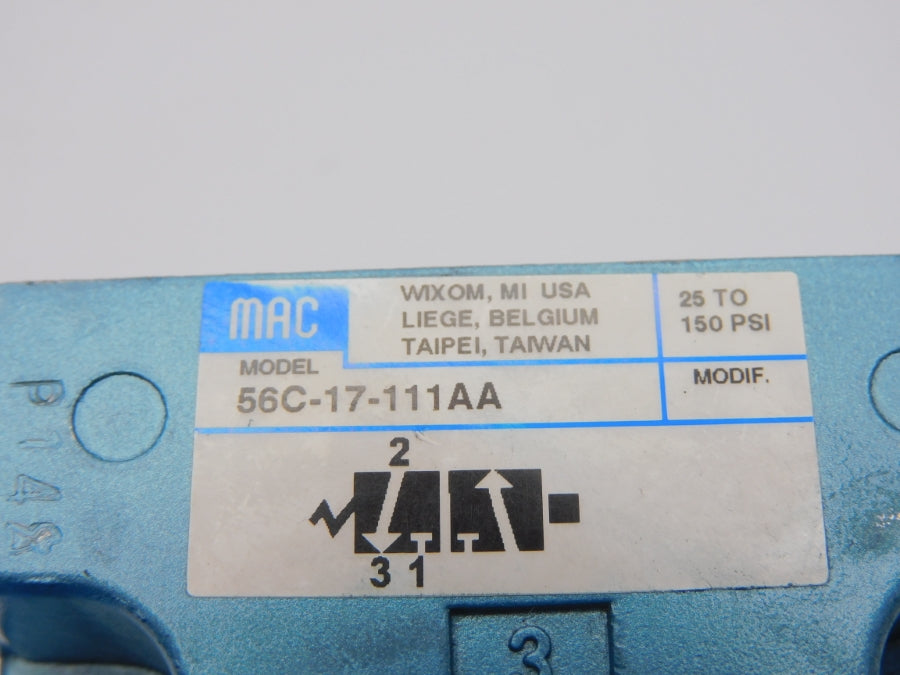 MAC
WIXOM, MI USA
LIEGE, BELGIUM
TAIPEI, TAIWAN
25 TO
150 PSI
MODEL
56C-17-111AA
MODIF.
2
3 1
P148
3